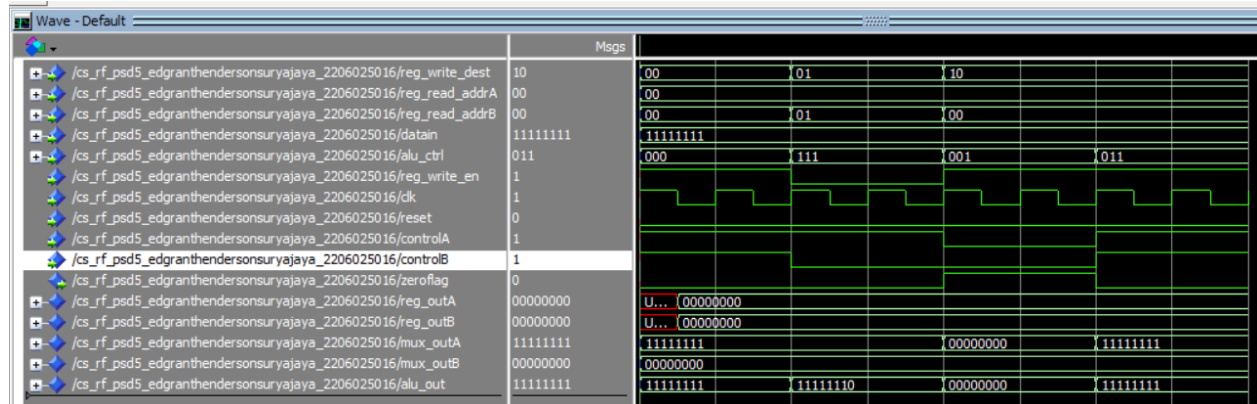 Wave - Default
Msgs
/cs_rf_psd5_edgranthendersonsuryajaya_2206025016/reg_write_dest 10 00 01 10
/cs_rf_psd5_edgranthendersonsuryajaya_2206025016/reg_read_addrA 00 00
/cs_rf_psd5_edgranthendersonsuryajaya_2206025016/reg_read_addrB 00 00 01 00
/cs_rf_psd5_edgranthendersonsuryajaya_2206025016/datain 11111111 11111111
/cs_rf_psd5_edgranthendersonsuryajaya_2206025016/alu_ctrl 011 000 111 001 011
/cs_rf_psd5_edgranthendersonsuryajaya_2206025016/reg_write_en 1
/cs_rf_psd5_edgranthendersonsuryajaya_2206025016/clk 1
/cs_rf_psd5_edgranthendersonsuryajaya_2206025016/reset 0
/cs_rf_psd5_edgranthendersonsuryajaya_2206025016/controlA 1
/cs_rf_psd5_edgranthendersonsuryajaya_2206025016/controlB 1
/cs_rf_psd5_edgranthendersonsuryajaya_2206025016/zeroflag 0
/cs_rf_psd5_edgranthendersonsuryajaya_2206025016/reg_outA 00000000 U... 00000000
/cs_rf_psd5_edgranthendersonsuryajaya_2206025016/reg_outB 00000000 U... 00000000
/cs_rf_psd5_edgranthendersonsuryajaya_2206025016/mux_outA 11111111 11111111 00000000 11111111
/cs_rf_psd5_edgranthendersonsuryajaya_2206025016/mux_outB 00000000 00000000
/cs_rf_psd5_edgranthendersonsuryajaya_2206025016/alu_out 11111111 11111111 11111110 00000000 11111111